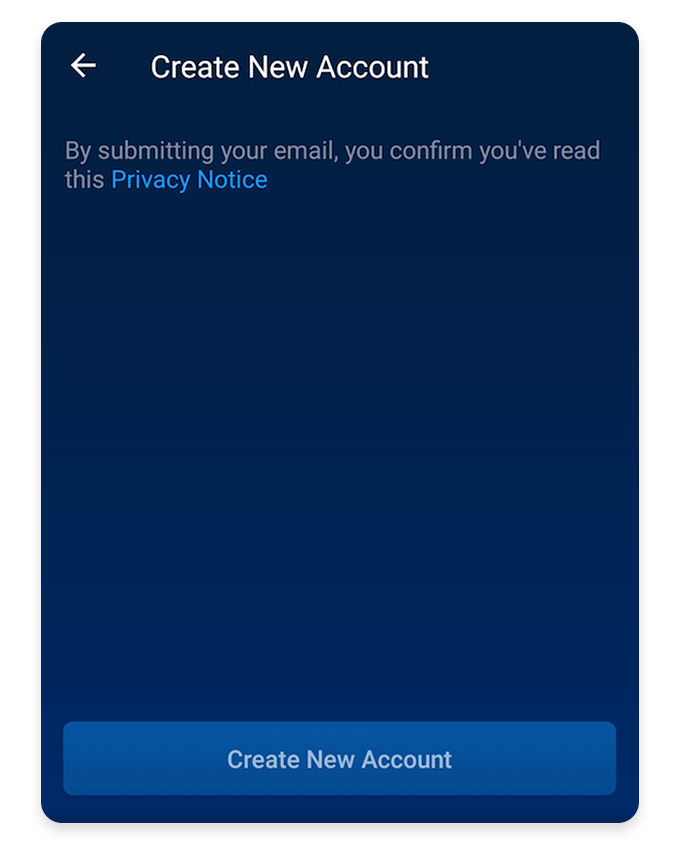 Create New Account
By submitting your email, you confirm you've read
this Privacy Notice
Create New Account